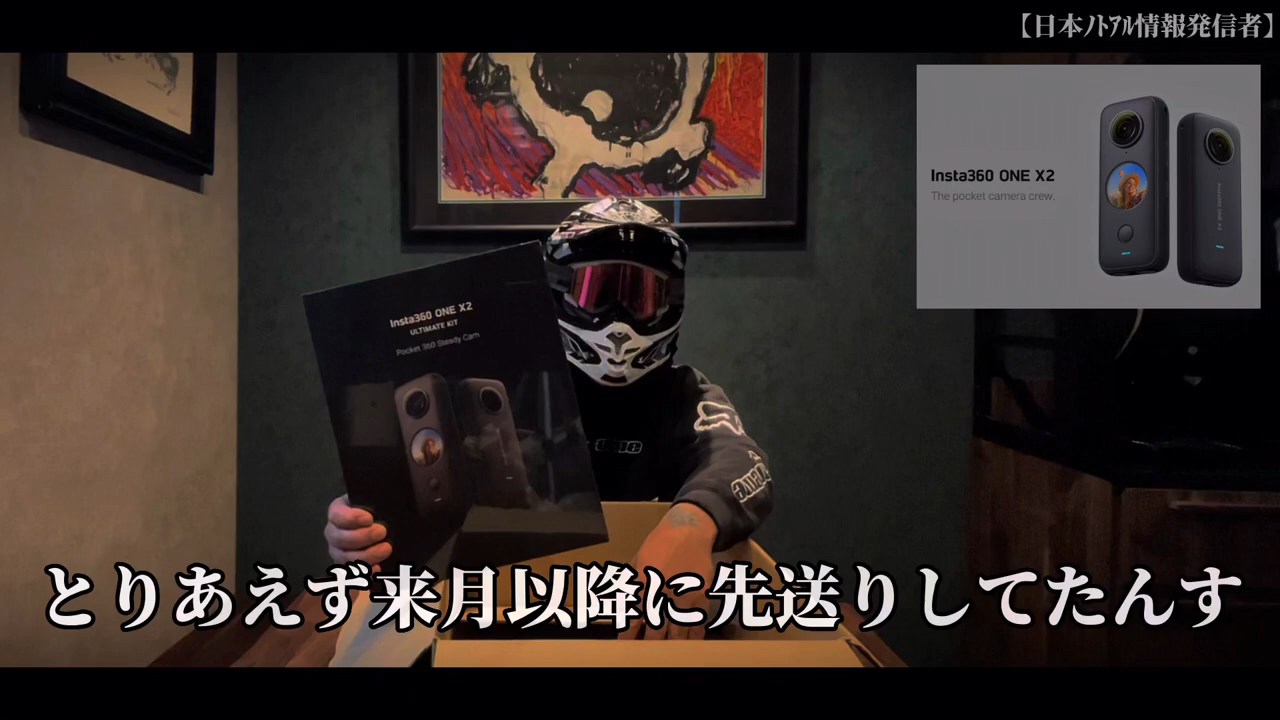 【日本ﾉﾄｱﾙ情報発信者】
Insta360 ONE X2
The pocket camera crew.
Insta360 ONE X2
ULTIMATE KIT
Pocket 360 Steady Cam
とりあえず来月以降に先送りしてたんす